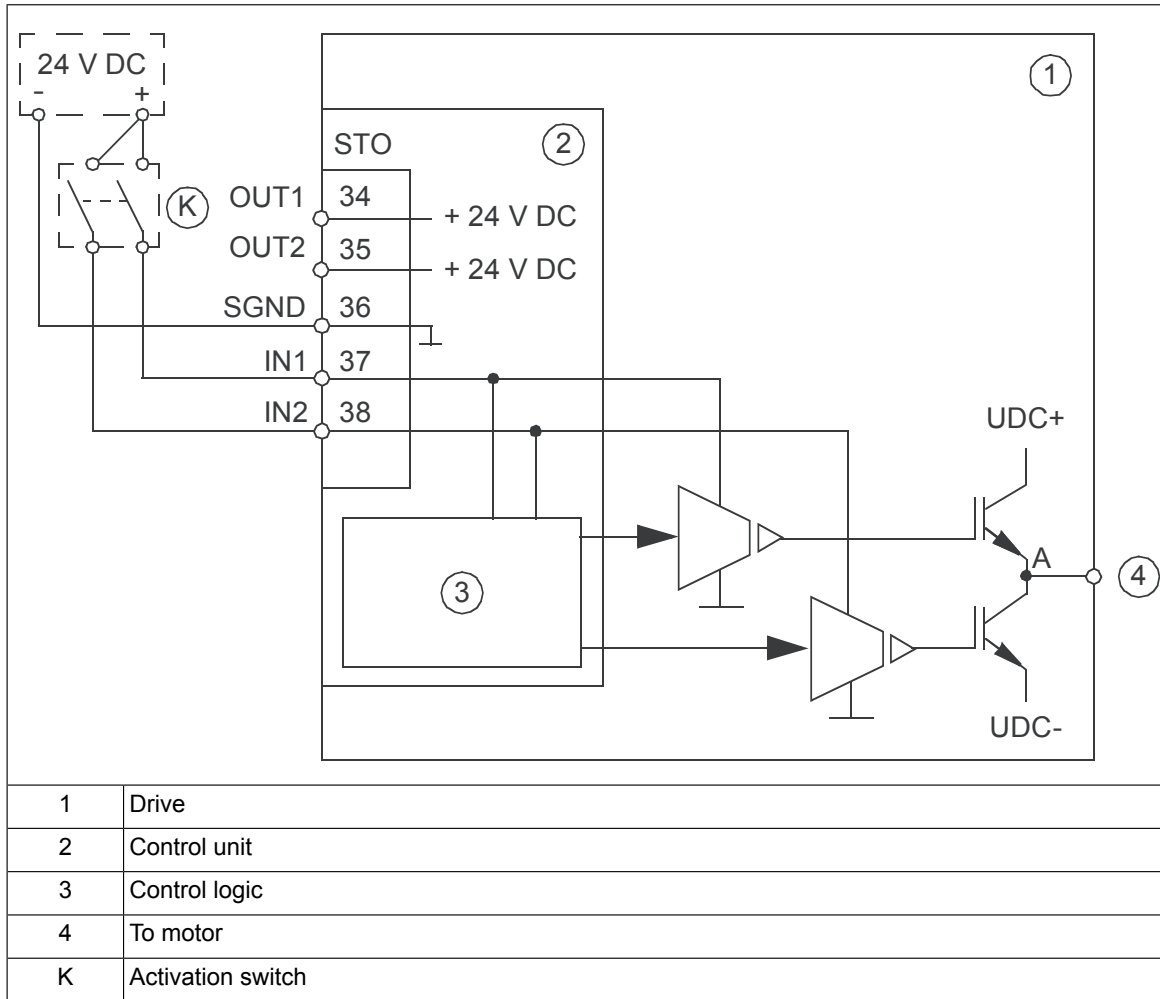 24 V DC
- +
1
STO
2
K
OUT1 34 + 24 V DC
OUT2 35 + 24 V DC
SGND 36
IN1 37
IN2 38
UDC+
A
3
4
UDC-
1 Drive
2 Control unit
3 Control logic
4 To motor
K Activation switch